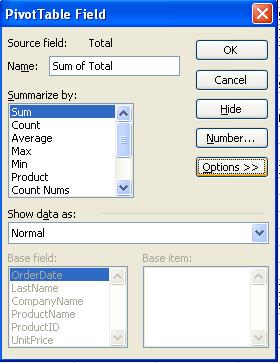 PivotTable Field
Source field: Total
Name: Sum of Total
Summarize by:
Sum
Count
Average
Max
Min
Product
Count Nums
OK
Cancel
Hide
Number...
Options >>
Show data as:
Normal
Base field:
OrderDate
LastName
CompanyName
ProductName
ProductID
UnitPrice
Base item: